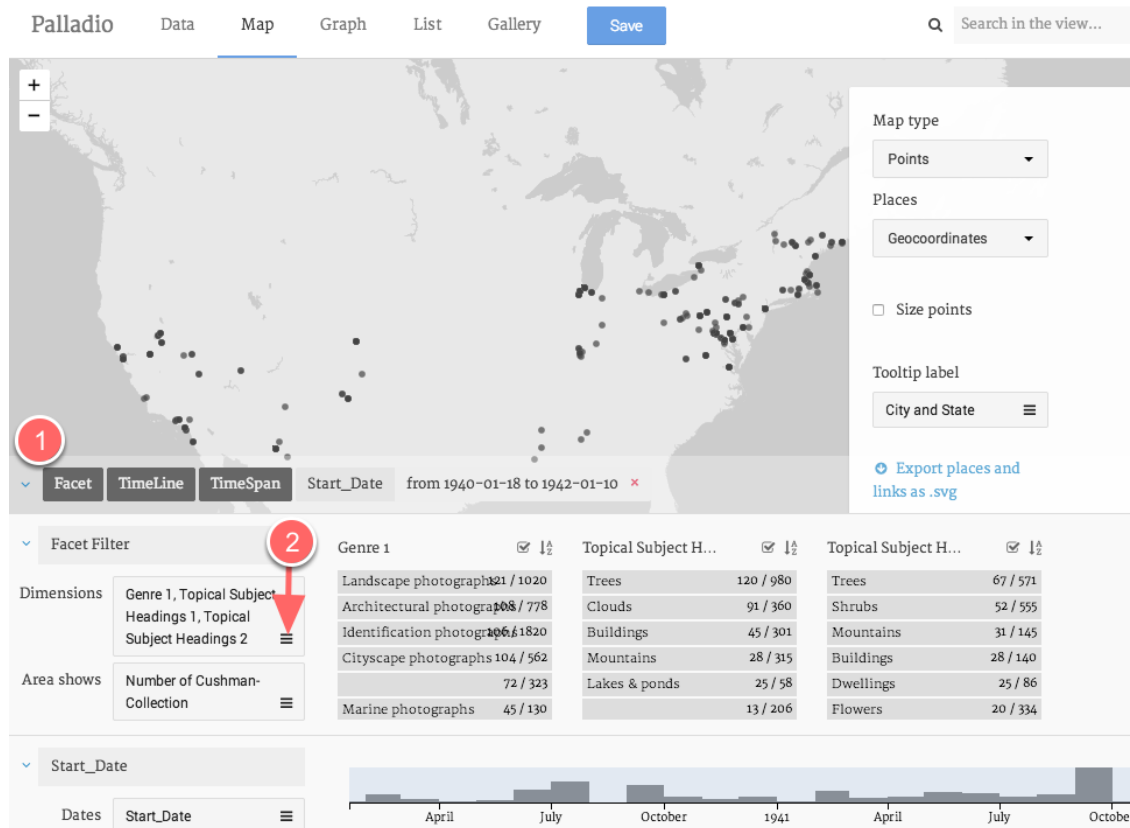 Palladio Data Map Graph List Gallery Save Search in the view...
+
−
Map type
Points
Places
Geocoordinates
Size points
Tooltip label
City and State
Export places and
links as .svg
1
Facet TimeLine TimeSpan Start_Date from 1940-01-18 to 1942-01-10 ×
2
Facet Filter
Dimensions
Genre 1, Topical Subject
Headings 1, Topical
Subject Headings 2
Area shows
Number of Cushman-
Collection
Genre 1
Landscape photographs 121 / 1020
Architectural photographs 108 / 778
Identification photographs 106 / 1820
Cityscape photographs 104 / 562
72 / 323
Marine photographs 45 / 130
Topical Subject H...
Trees 120 / 980
Clouds 91 / 360
Buildings 45 / 301
Mountains 28 / 315
Lakes & ponds 25 / 58
13 / 206
Topical Subject H...
Trees 67 / 571
Shrubs 52 / 555
Mountains 31 / 145
Buildings 28 / 140
Dwellings 25 / 86
Flowers 20 / 334
Start_Date
Dates Start_Date
April July October 1941 April July Octobe